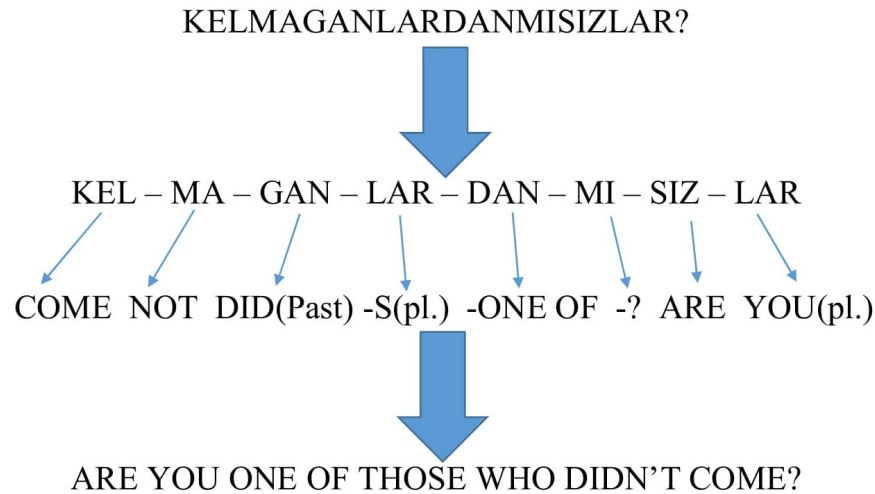 KELMAGANLARDANMISIZLAR?
KEL – MA – GAN – LAR – DAN – MI – SIZ – LAR
COME NOT DID(Past) -S(pl.) -ONE OF -? ARE YOU(pl.)
ARE YOU ONE OF THOSE WHO DIDN’T COME?